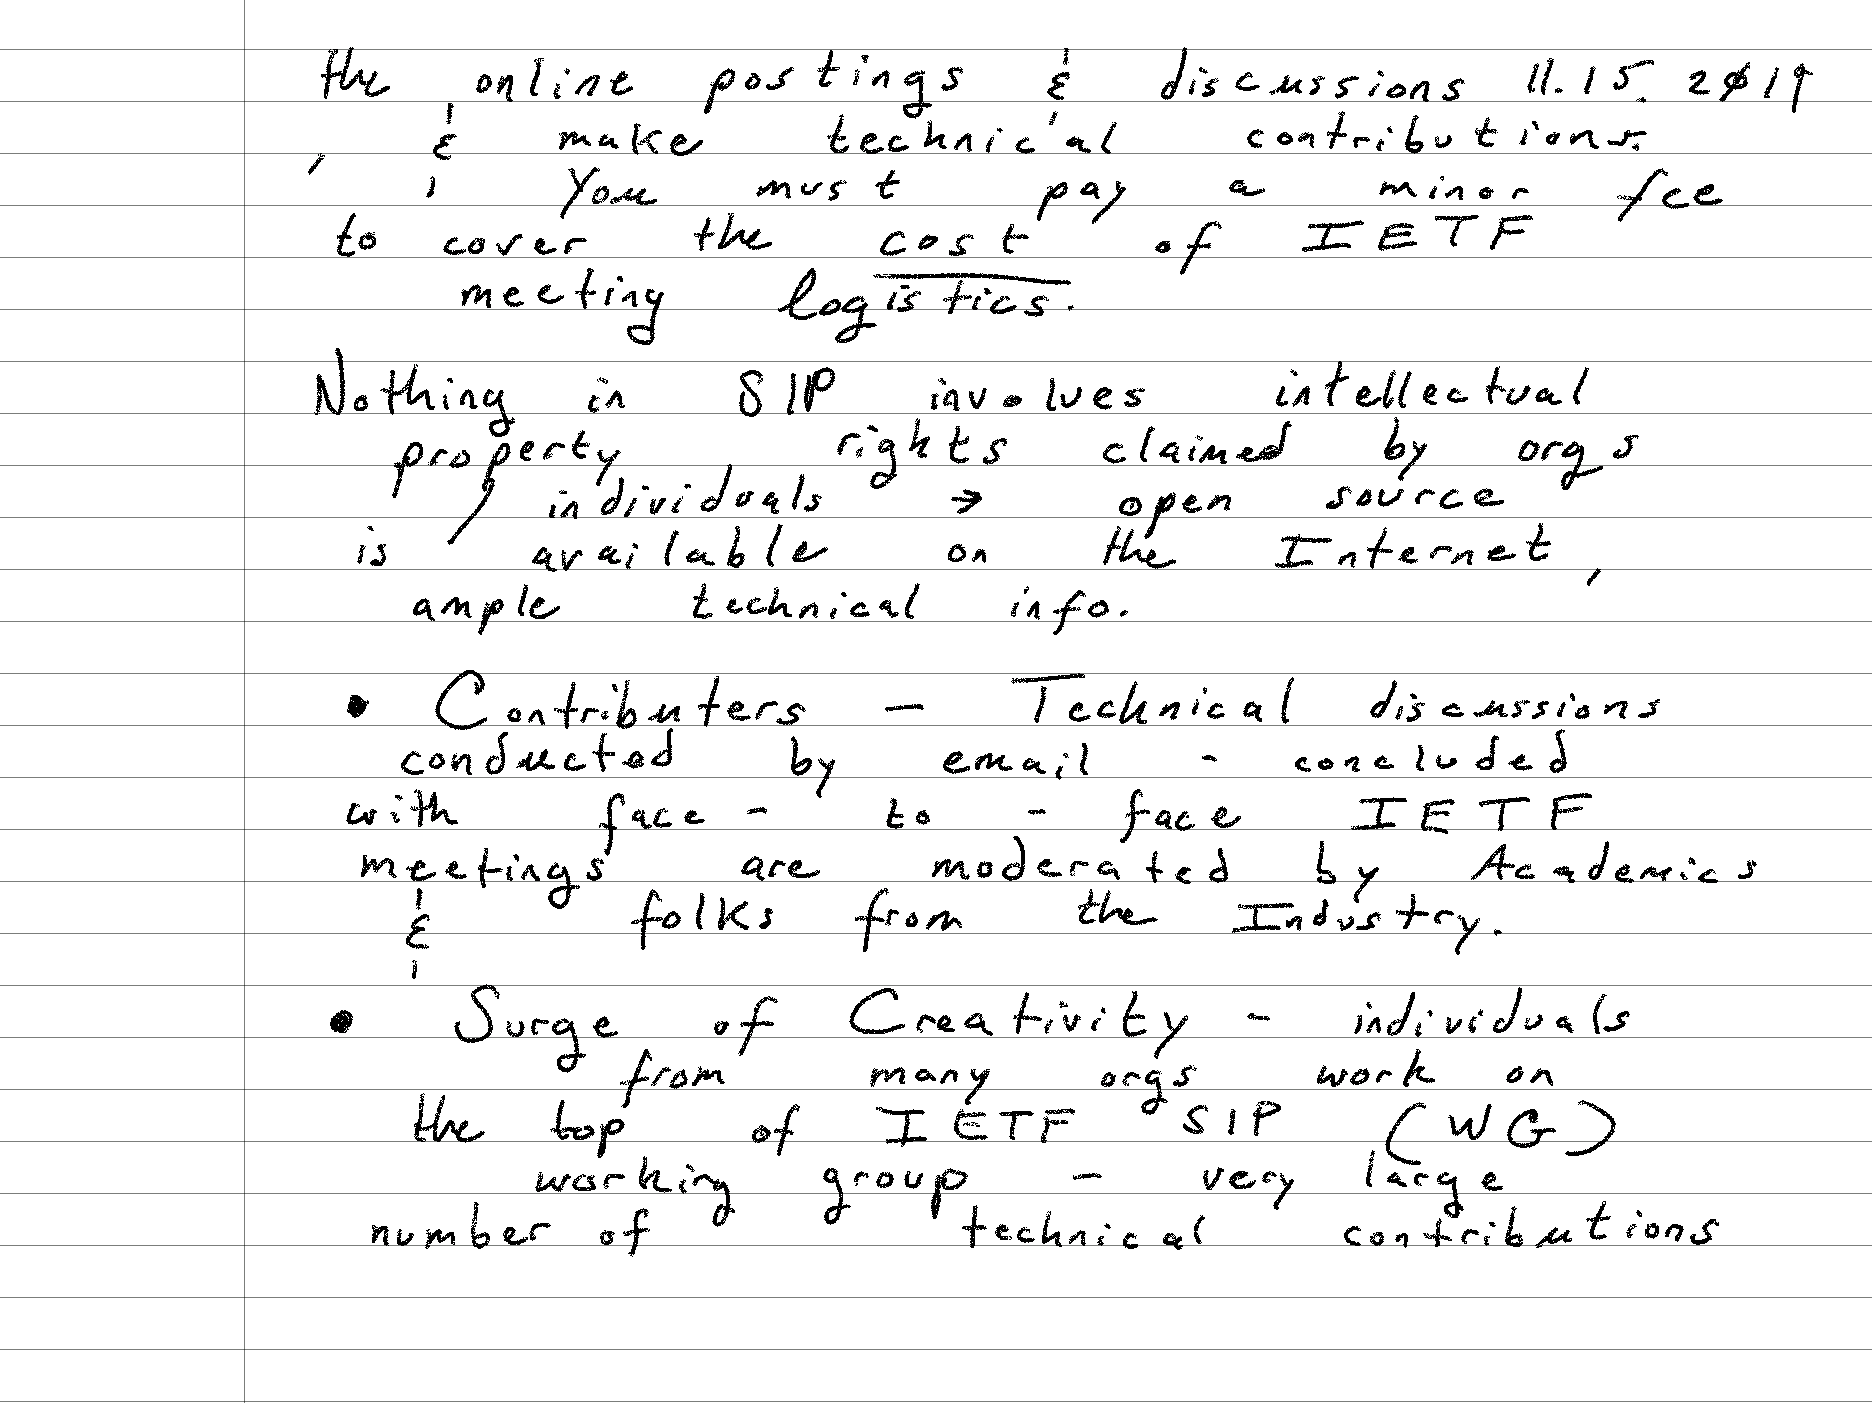 the online postings & discussions 11.15.2019
, & make technical contributions.
You must pay a minor fee
to cover the cost of IETF
meeting logistics.
Nothing in SIP involves intellectual
property rights claimed by orgs
/ individuals → open source
is available on the Internet,
ample technical info.
• Contributers – Technical discussions
conducted by email - concluded
with face - to - face IETF
meetings are moderated by Academics
& folks from the Industry.
• Surge of Creativity - individuals
from many orgs work on
the top of IETF SIP (WG)
working group - very large
number of technical contributions